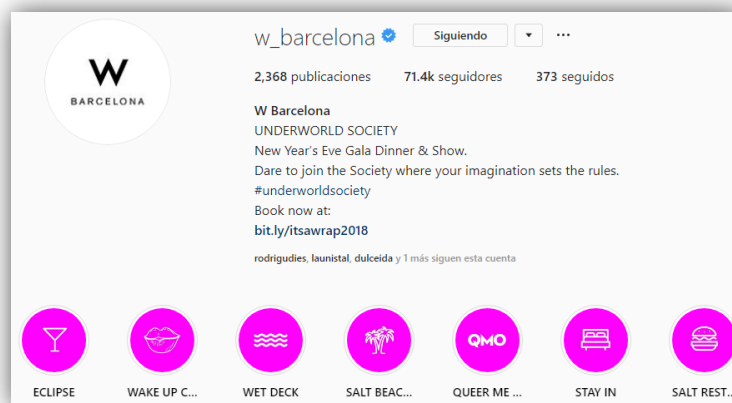 w_barcelona Siguiendo
2,368 publicaciones 71.4k seguidores 373 seguidos
W
BARCELONA
W Barcelona
UNDERWORLD SOCIETY
New Year's Eve Gala Dinner & Show.
Dare to join the Society where your imagination sets the rules.
#underworldsociety
Book now at:
bit.ly/itsawrap2018
rodrigudies, launistal, dulceida y 1 más siguen esta cuenta
QMO
ECLIPSE WAKE UP C... WET DECK SALT BEAC... QUEER ME ... STAY IN SALT REST...